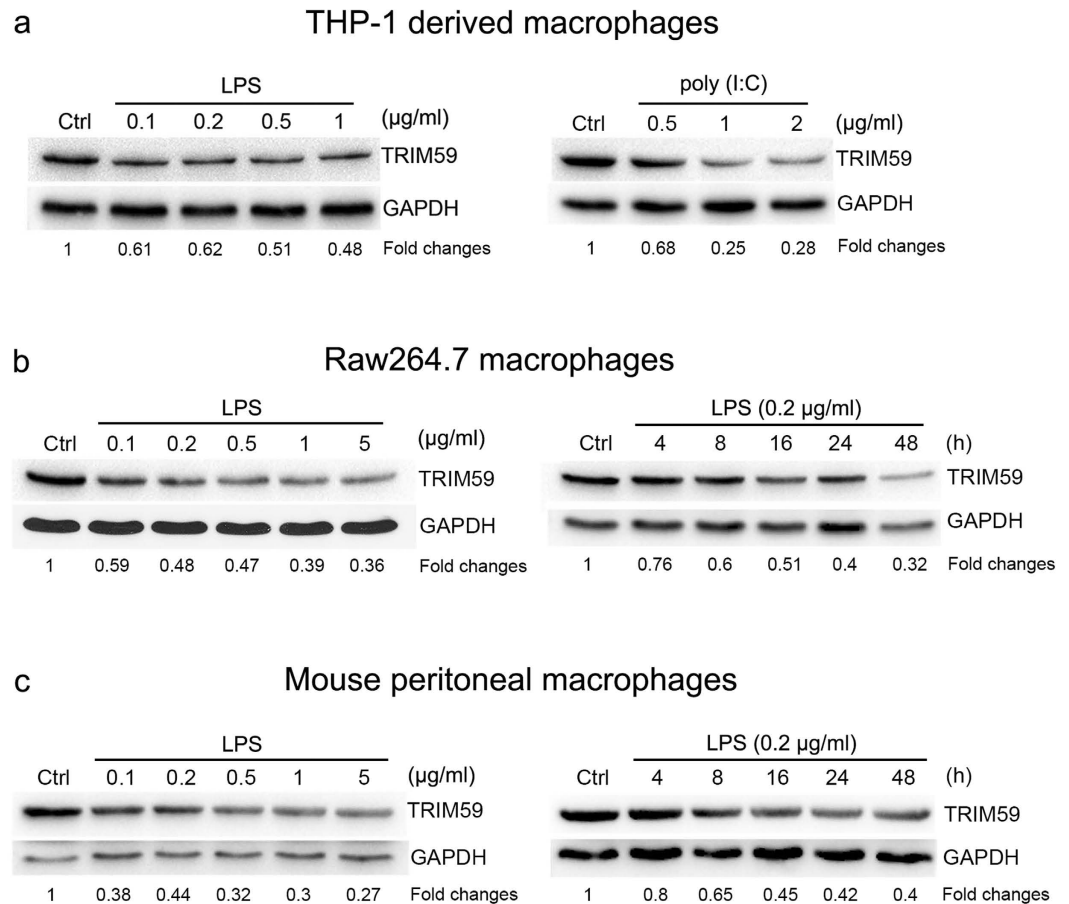 a THP-1 derived macrophages
LPS
Ctrl 0.1 0.2 0.5 1 (µg/ml)
TRIM59
GAPDH
1 0.61 0.62 0.51 0.48 Fold changes
poly (I:C)
Ctrl 0.5 1 2 (µg/ml)
TRIM59
GAPDH
1 0.68 0.25 0.28 Fold changes
b Raw264.7 macrophages
LPS
Ctrl 0.1 0.2 0.5 1 5 (µg/ml)
TRIM59
GAPDH
1 0.59 0.48 0.47 0.39 0.36 Fold changes
LPS (0.2 µg/ml)
Ctrl 4 8 16 24 48 (h)
TRIM59
GAPDH
1 0.76 0.6 0.51 0.4 0.32 Fold changes
c Mouse peritoneal macrophages
LPS
Ctrl 0.1 0.2 0.5 1 5 (µg/ml)
TRIM59
GAPDH
1 0.38 0.44 0.32 0.3 0.27 Fold changes
LPS (0.2 µg/ml)
Ctrl 4 8 16 24 48 (h)
TRIM59
GAPDH
1 0.8 0.65 0.45 0.42 0.4 Fold changes